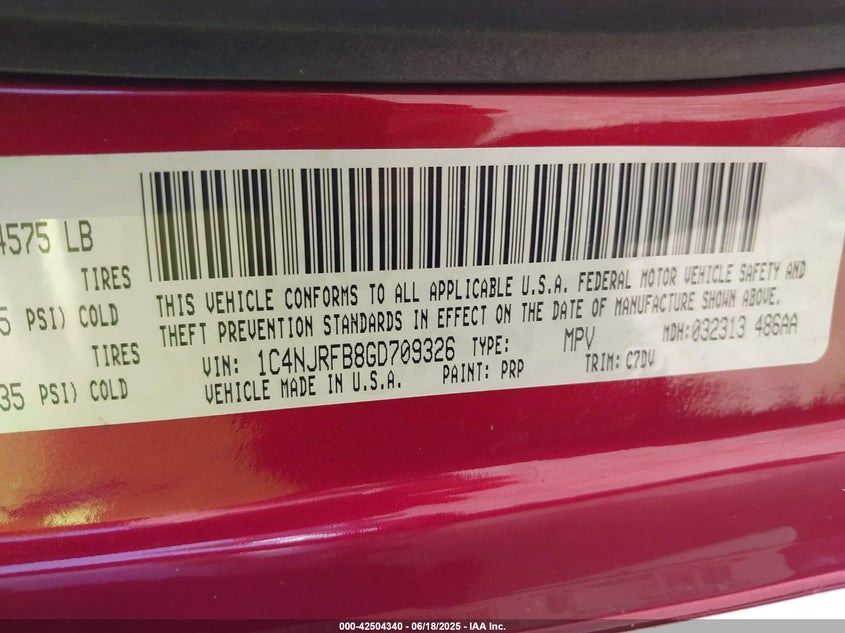 4575 LB
TIRES
5 PSI) COLD
TIRES
35 PSI) COLD
THIS VEHICLE CONFORMS TO ALL APPLICABLE U.S.A. FEDERAL MOTOR VEHICLE SAFETY AND
THEFT PREVENTION STANDARDS IN EFFECT ON THE DATE OF MANUFACTURE SHOWN ABOVE.
VIN: 1C4NJRFB8GD709326 TYPE: MPV MDH:032313 486AA
VEHICLE MADE IN U.S.A. PAINT: PRP TRIM: C7DV
000-42504340 - 06/18/2025 - IAA Inc.